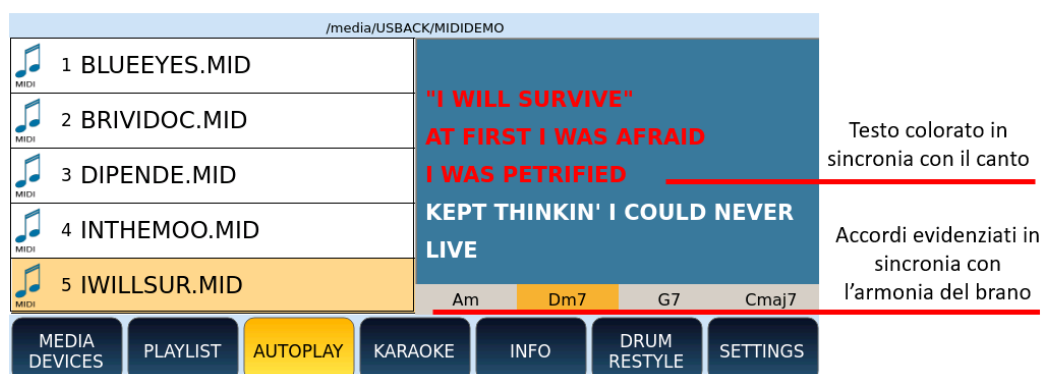 /media/USBACK/MIDIDEMO
MIDI
1 BLUEEYES.MID
MIDI
2 BRIVIDOC.MID
MIDI
3 DIPENDE.MID
MIDI
4 INTHEMOO.MID
MIDI
5 IWILLSUR.MID
"I WILL SURVIVE"
AT FIRST I WAS AFRAID
I WAS PETRIFIED
KEPT THINKIN' I COULD NEVER
LIVE
Am Dm7 G7 Cmaj7
MEDIA
DEVICES
PLAYLIST
AUTOPLAY
KARAOKE
INFO
DRUM
RESTYLE
SETTINGS
Testo colorato in
sincronia con il canto
Accordi evidenziati in
sincronia con
l’armonia del brano